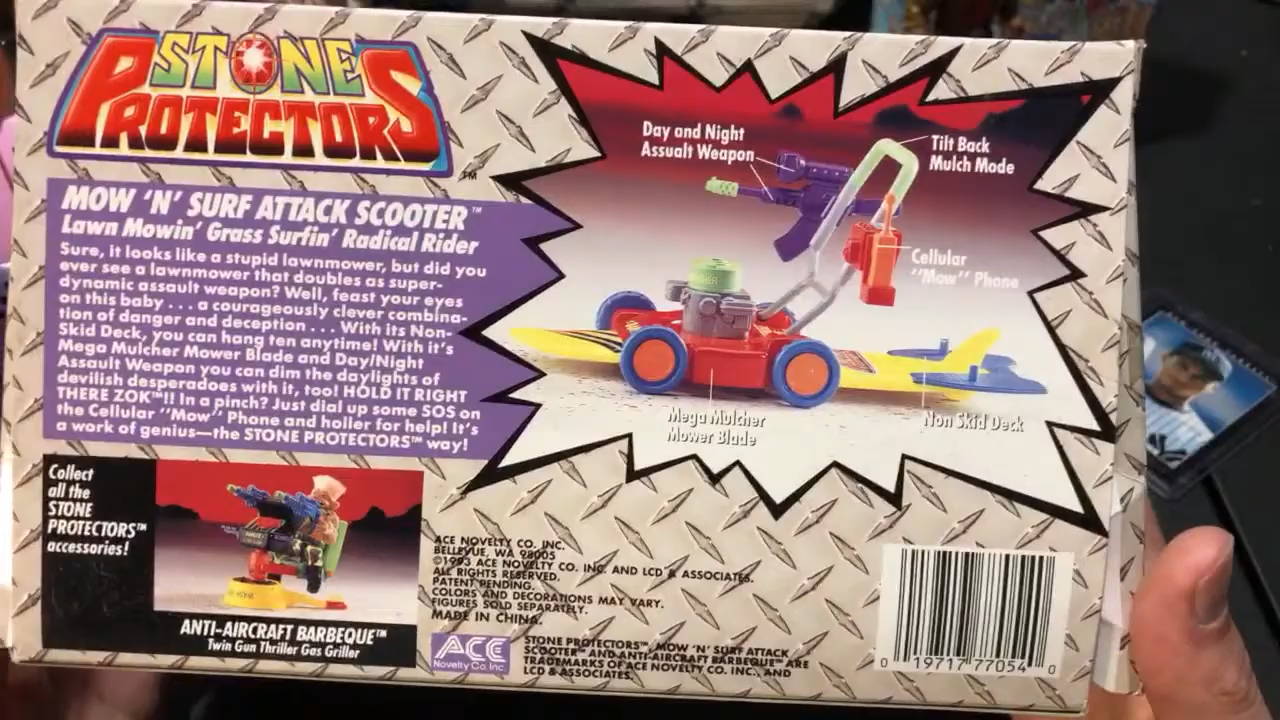 STONE
PROTECTORS
TM
MOW 'N' SURF ATTACK SCOOTER™
Lawn Mowin' Grass Surfin' Radical Rider
Sure, it looks like a stupid lawnmower, but did you
ever see a lawnmower that doubles as super-
dynamic assault weapon? Well, feast your eyes
on this baby . . . a courageously clever combina-
tion of danger and deception . . . With its Non-
Skid Deck, you can hang ten anytime! With it's
Mega Mulcher Mower Blade and Day/Night
Assault Weapon you can dim the daylights of
devilish desperadoes with it, too! HOLD IT RIGHT
THERE ZOK™!! In a pinch? Just dial up some SOS on
the Cellular "Mow" Phone and holler for help! It's
a work of genius—the STONE PROTECTORS™ way!
Day and Night
Assualt Weapon
Tilt Back
Mulch Mode
Cellular
"Mow" Phone
Mega Mulcher
Mower Blade
Non Skid Deck
Collect
all the
STONE
PROTECTORS™
accessories!
ANTI-AIRCRAFT BARBEQUE™
Twin Gun Thriller Gas Griller
ACE NOVELTY CO. INC.
BELLEVUE, WA 98005
©1993 ACE NOVELTY CO. INC. AND LCD & ASSOCIATES.
ALL RIGHTS RESERVED.
PATENT PENDING.
COLORS AND DECORATIONS MAY VARY.
FIGURES SOLD SEPARATELY.
MADE IN CHINA.
ACE
Novelty Co. Inc.
STONE PROTECTORS™, MOW 'N' SURF ATTACK
SCOOTER™ AND ANTI-AIRCRAFT BARBEQUE™ ARE
TRADEMARKS OF ACE NOVELTY CO. INC., AND
LCD & ASSOCIATES.
0 19717 77054 0